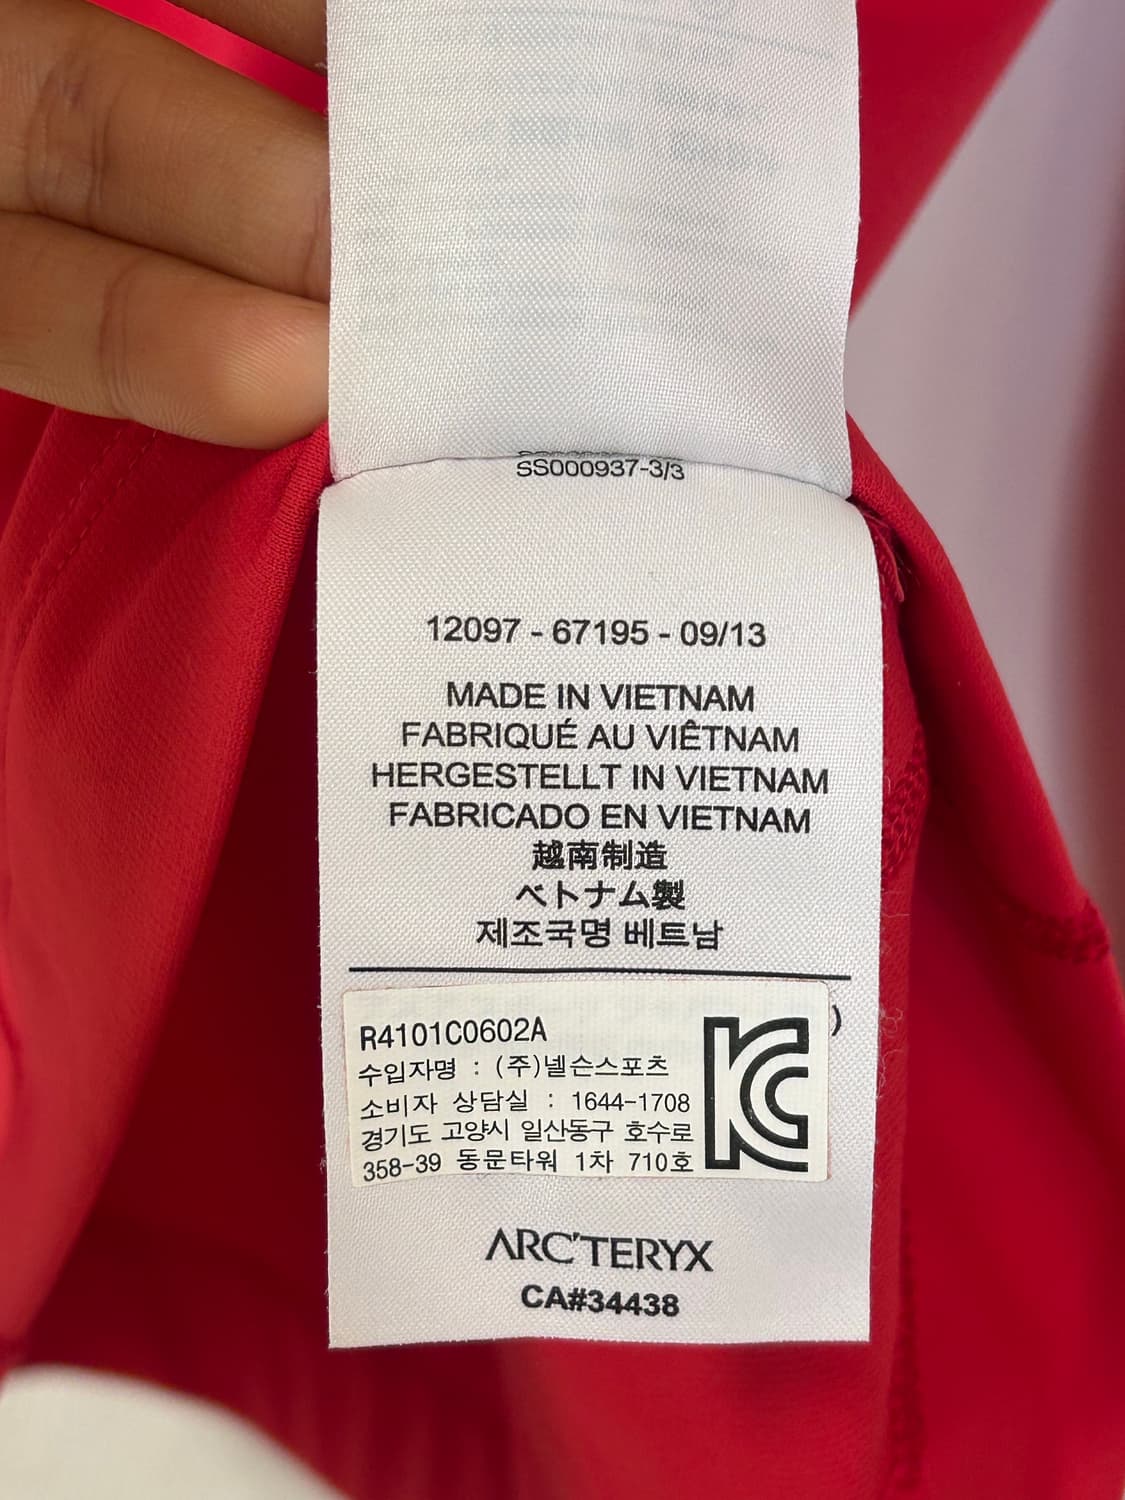 SS000937-3/3
12097 - 67195 - 09/13
MADE IN VIETNAM
FABRIQUÉ AU VIÊTNAM
HERGESTELLT IN VIETNAM
FABRICADO EN VIETNAM
越南制造
ベトナム製
제조국명 베트남
)
R4101C0602A
수입자명 : (주)넬슨스포츠
소비자 상담실 : 1644-1708
경기도 고양시 일산동구 호수로
358-39 동문타워 1차 710호
KC
ARC'TERYX
CA#34438